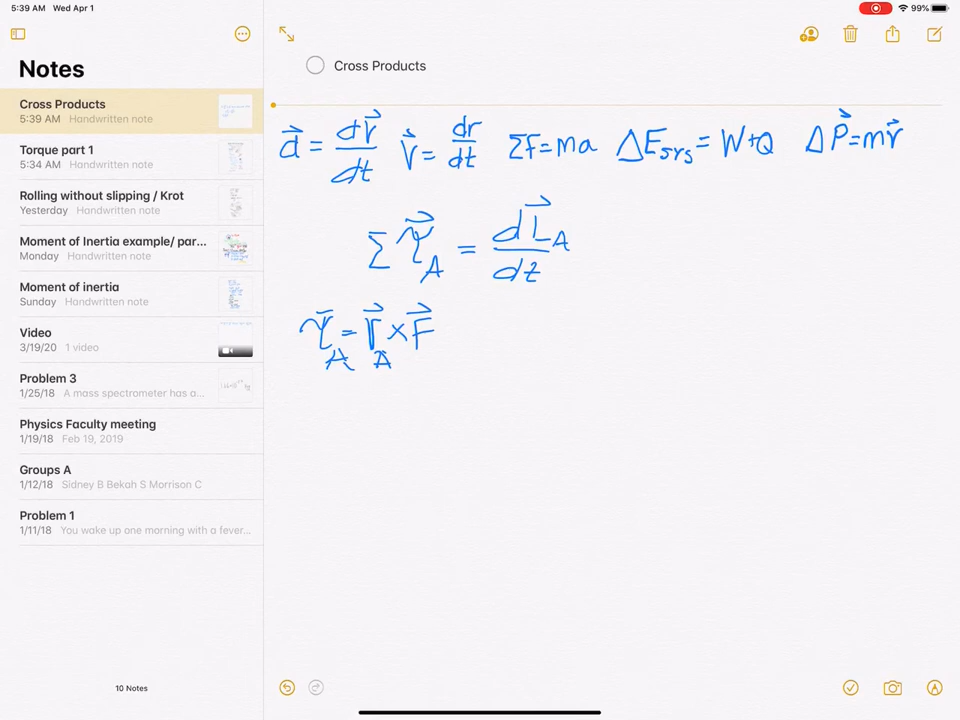 5:39 AM Wed Apr 1
99%
Notes
Cross Products
5:39 AM Handwritten note
Torque part 1
5:34 AM Handwritten note
Rolling without slipping / Krot
Yesterday Handwritten note
Moment of Inertia example/ par...
Monday Handwritten note
Moment of inertia
Sunday Handwritten note
Video
3/19/20 1 video
Problem 3
1/25/18 A mass spectrometer has a...
Physics Faculty meeting
1/19/18 Feb 19, 2019
Groups A
1/12/18 Sidney B Bekah S Morrison C
Problem 1
1/11/18 You wake up one morning with a fever...
10 Notes
Cross Products
a⃗ = dv⃗/dt v⃗ = dr/dt ΣF=ma ΔEsys = W+Q ΔP⃗=mv⃗
Στ⃗_A = dL⃗_A/dt
τ⃗_A = r⃗_A × F⃗